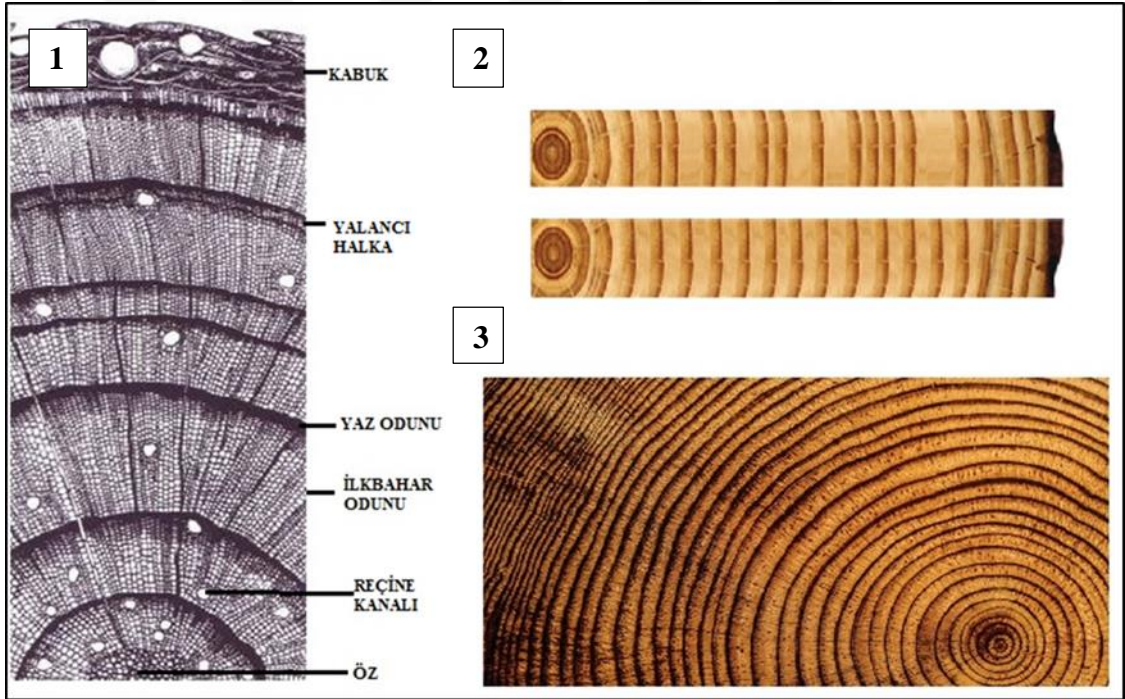 1
KABUK
YALANCI
HALKA
YAZ ODUNU
İLKBAHAR
ODUNU
REÇİNE
KANALI
ÖZ
2
3